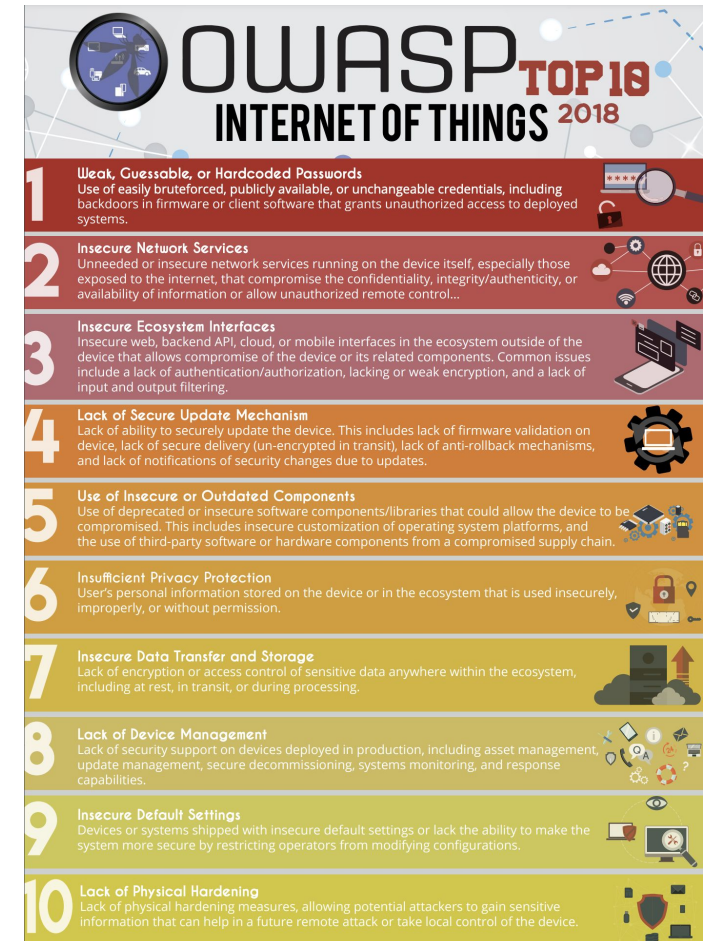 OWASP TOP 10
INTERNET OF THINGS 2018
1
Weak, Guessable, or Hardcoded Passwords
Use of easily bruteforced, publicly available, or unchangeable credentials, including
backdoors in firmware or client software that grants unauthorized access to deployed
systems.
2
Insecure Network Services
Unneeded or insecure network services running on the device itself, especially those
exposed to the internet, that compromise the confidentiality, integrity/authenticity, or
availability of information or allow unauthorized remote control...
3
Insecure Ecosystem Interfaces
Insecure web, backend API, cloud, or mobile interfaces in the ecosystem outside of the
device that allows compromise of the device or its related components. Common issues
include a lack of authentication/authorization, lacking or weak encryption, and a lack of
input and output filtering.
4
Lack of Secure Update Mechanism
Lack of ability to securely update the device. This includes lack of firmware validation on
device, lack of secure delivery (un-encrypted in transit), lack of anti-rollback mechanisms,
and lack of notifications of security changes due to updates.
5
Use of Insecure or Outdated Components
Use of deprecated or insecure software components/libraries that could allow the device to be
compromised. This includes insecure customization of operating system platforms, and
the use of third-party software or hardware components from a compromised supply chain.
6
Insufficient Privacy Protection
User's personal information stored on the device or in the ecosystem that is used insecurely,
improperly, or without permission.
7
Insecure Data Transfer and Storage
Lack of encryption or access control of sensitive data anywhere within the ecosystem,
including at rest, in transit, or during processing.
8
Lack of Device Management
Lack of security support on devices deployed in production, including asset management,
update management, secure decommissioning, systems monitoring, and response
capabilities.
Q A
?
9
Insecure Default Settings
Devices or systems shipped with insecure default settings or lack the ability to make the
system more secure by restricting operators from modifying configurations.
10
Lack of Physical Hardening
Lack of physical hardening measures, allowing potential attackers to gain sensitive
information that can help in a future remote attack or take local control of the device.